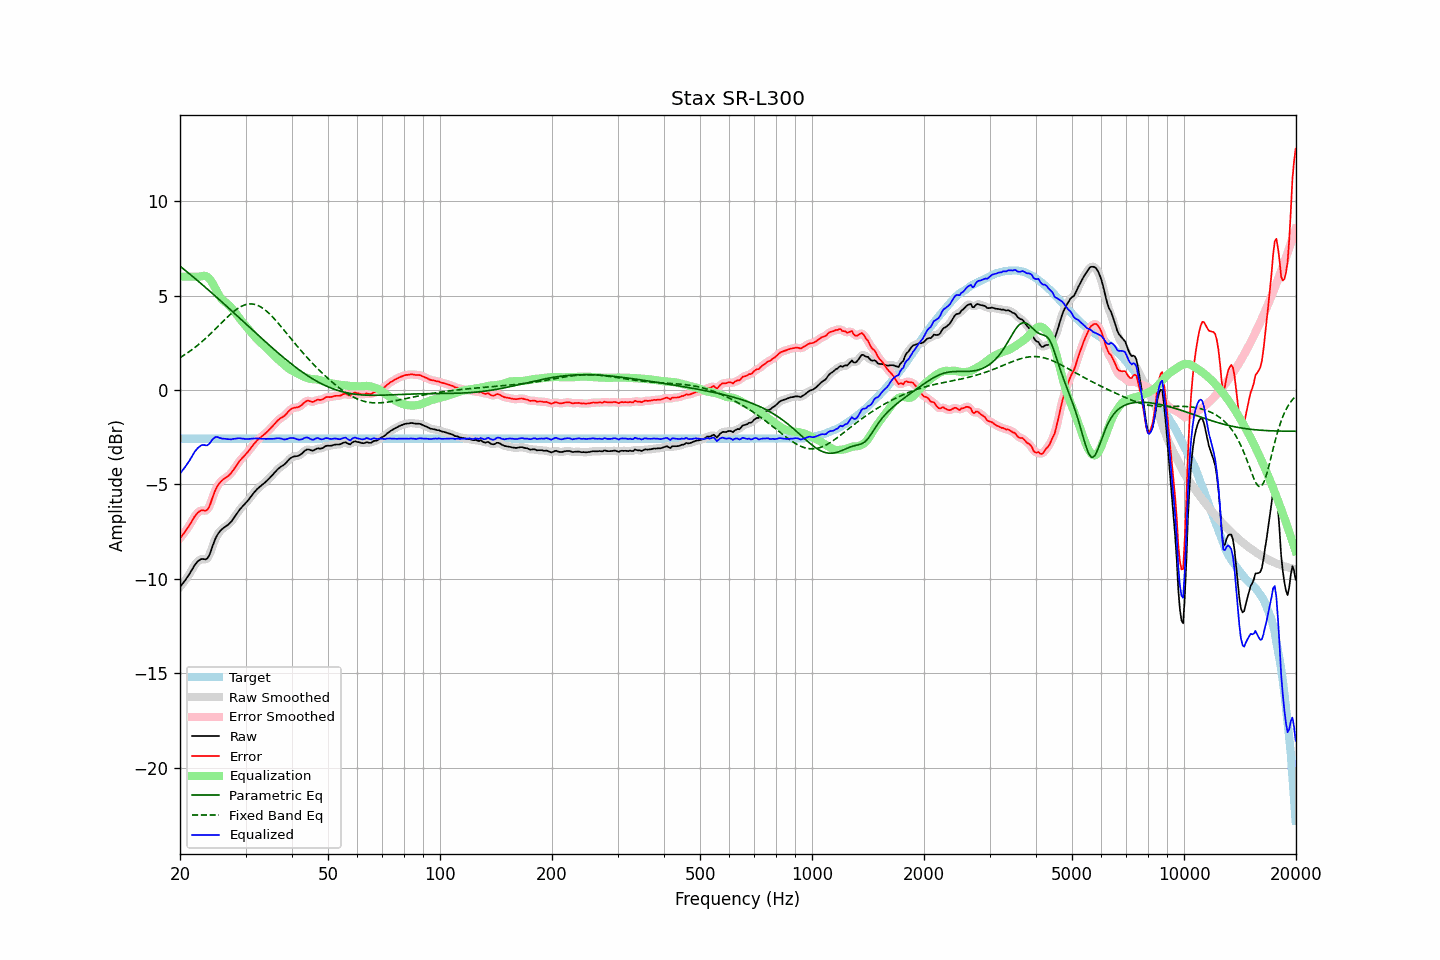 Stax SR-L300
Amplitude (dBr)
10
5
0
−5
−10
−15
−20
Target
Raw Smoothed
Error Smoothed
Raw
Error
Equalization
Parametric Eq
Fixed Band Eq
Equalized
20 50 100 200 500 1000 2000 5000 10000 20000
Frequency (Hz)